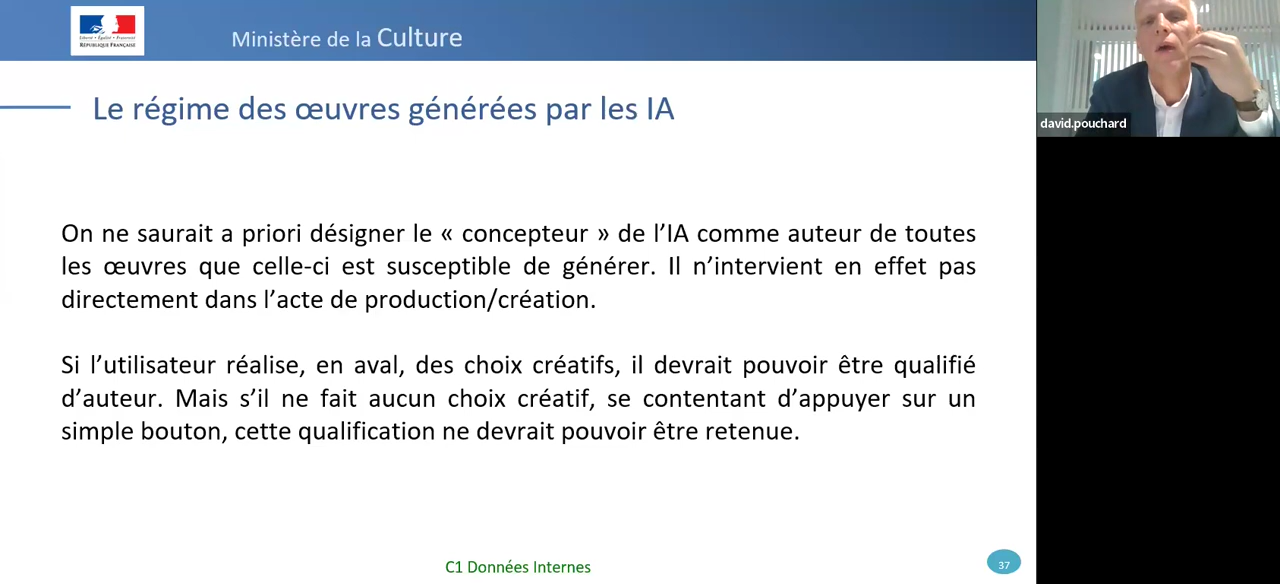 Liberté • Égalité • Fraternité
RÉPUBLIQUE FRANÇAISE
Ministère de la Culture
david.pouchard
Le régime des œuvres générées par les IA
On ne saurait a priori désigner le « concepteur » de l’IA comme auteur de toutes
les œuvres que celle-ci est susceptible de générer. Il n’intervient en effet pas
directement dans l’acte de production/création.
Si l’utilisateur réalise, en aval, des choix créatifs, il devrait pouvoir être qualifié
d’auteur. Mais s’il ne fait aucun choix créatif, se contentant d’appuyer sur un
simple bouton, cette qualification ne devrait pouvoir être retenue.
C1 Données Internes
37